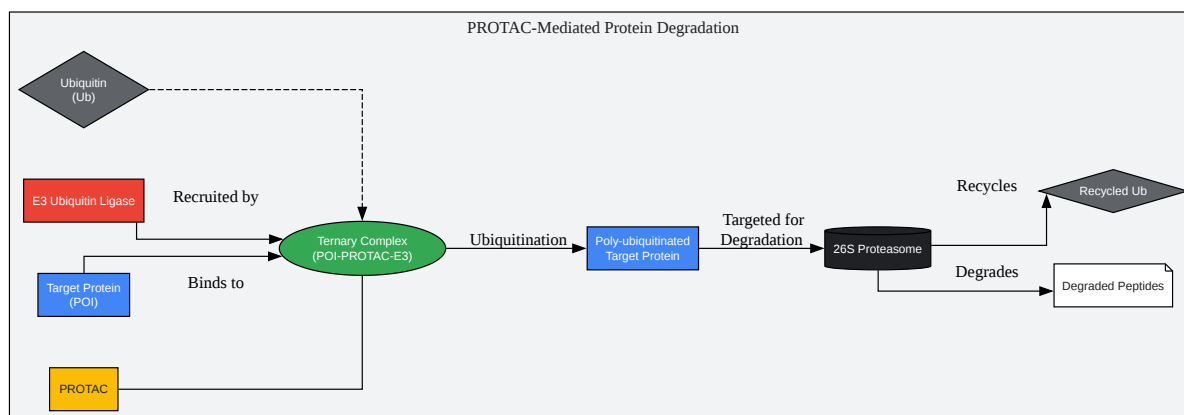 PROTAC-Mediated Protein Degradation
Ubiquitin
(Ub)
E3 Ubiquitin Ligase
Recruited by
Target Protein
(POI)
Binds to
PROTAC
Ternary Complex
(POI-PROTAC-E3)
Ubiquitination
Poly-ubiquitinated
Target Protein
Targeted for
Degradation
26S Proteasome
Recycles
Recycled Ub
Degrades
Degraded Peptides